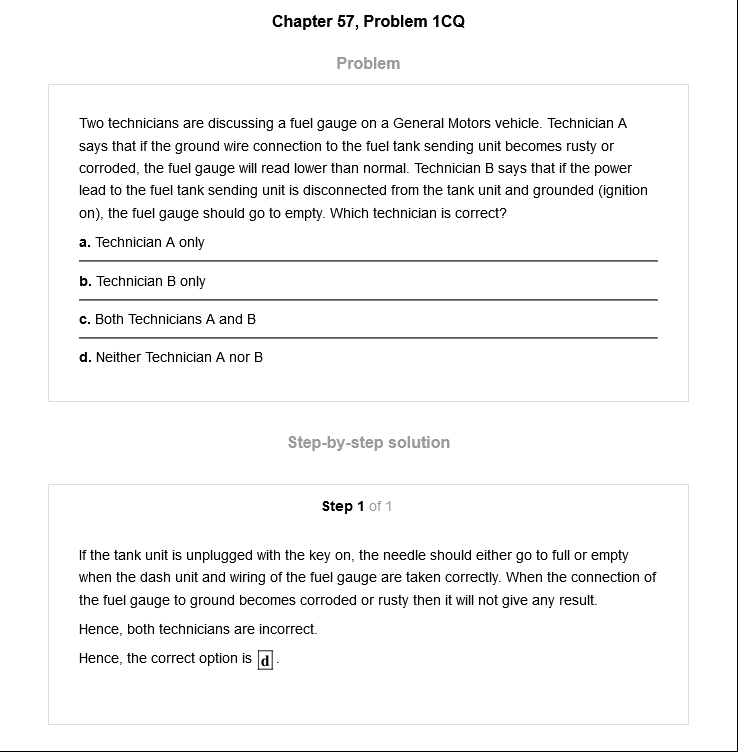 Chapter 57, Problem 1CQ
Problem
Two technicians are discussing a fuel gauge on a General Motors vehicle. Technician A
says that if the ground wire connection to the fuel tank sending unit becomes rusty or
corroded, the fuel gauge will read lower than normal. Technician B says that if the power
lead to the fuel tank sending unit is disconnected from the tank unit and grounded (ignition
on), the fuel gauge should go to empty. Which technician is correct?
a. Technician A only
b. Technician B only
c. Both Technicians A and B
d. Neither Technician A nor B
Step-by-step solution
Step 1 of 1
If the tank unit is unplugged with the key on, the needle should either go to full or empty
when the dash unit and wiring of the fuel gauge are taken correctly. When the connection of
the fuel gauge to ground becomes corroded or rusty then it will not give any result.
Hence, both technicians are incorrect.
Hence, the correct option is d.